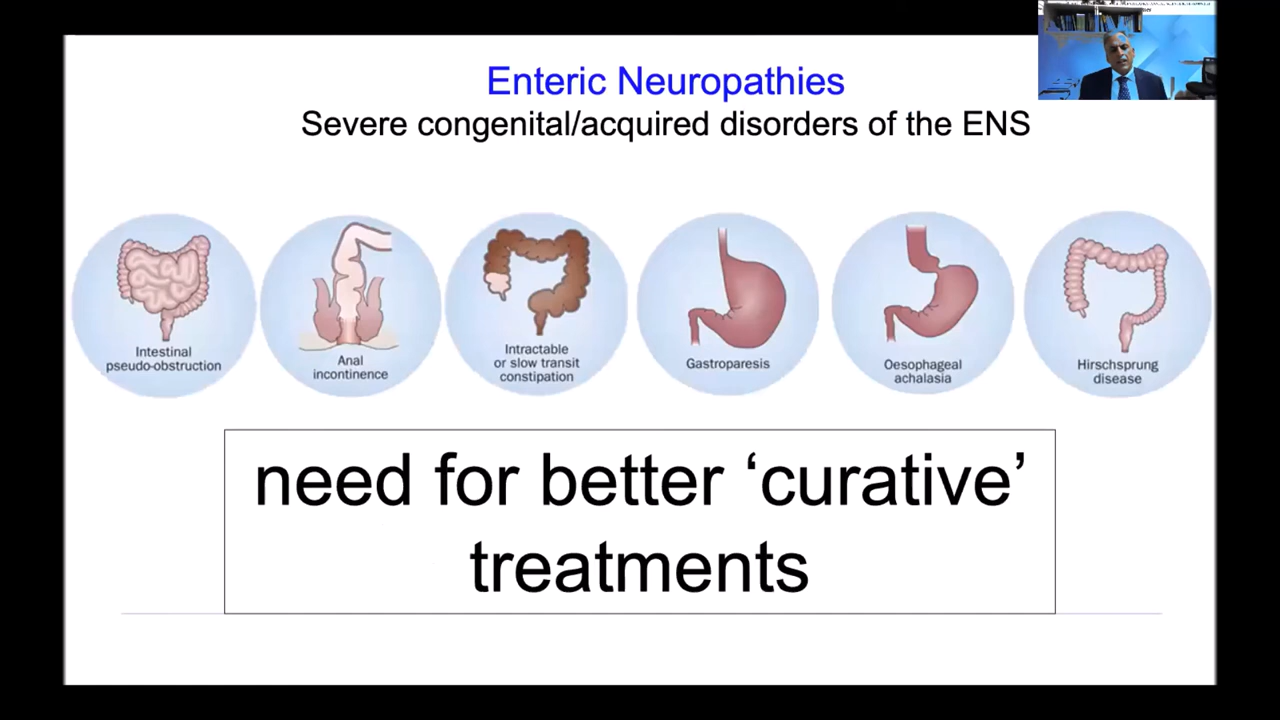 Enteric Neuropathies
Severe congenital/acquired disorders of the ENS
Intestinal
pseudo-obstruction
Anal
incontinence
Intractable
or slow transit
constipation
Gastroparesis
Oesophageal
achalasia
Hirschsprung
disease
need for better ‘curative’
treatments